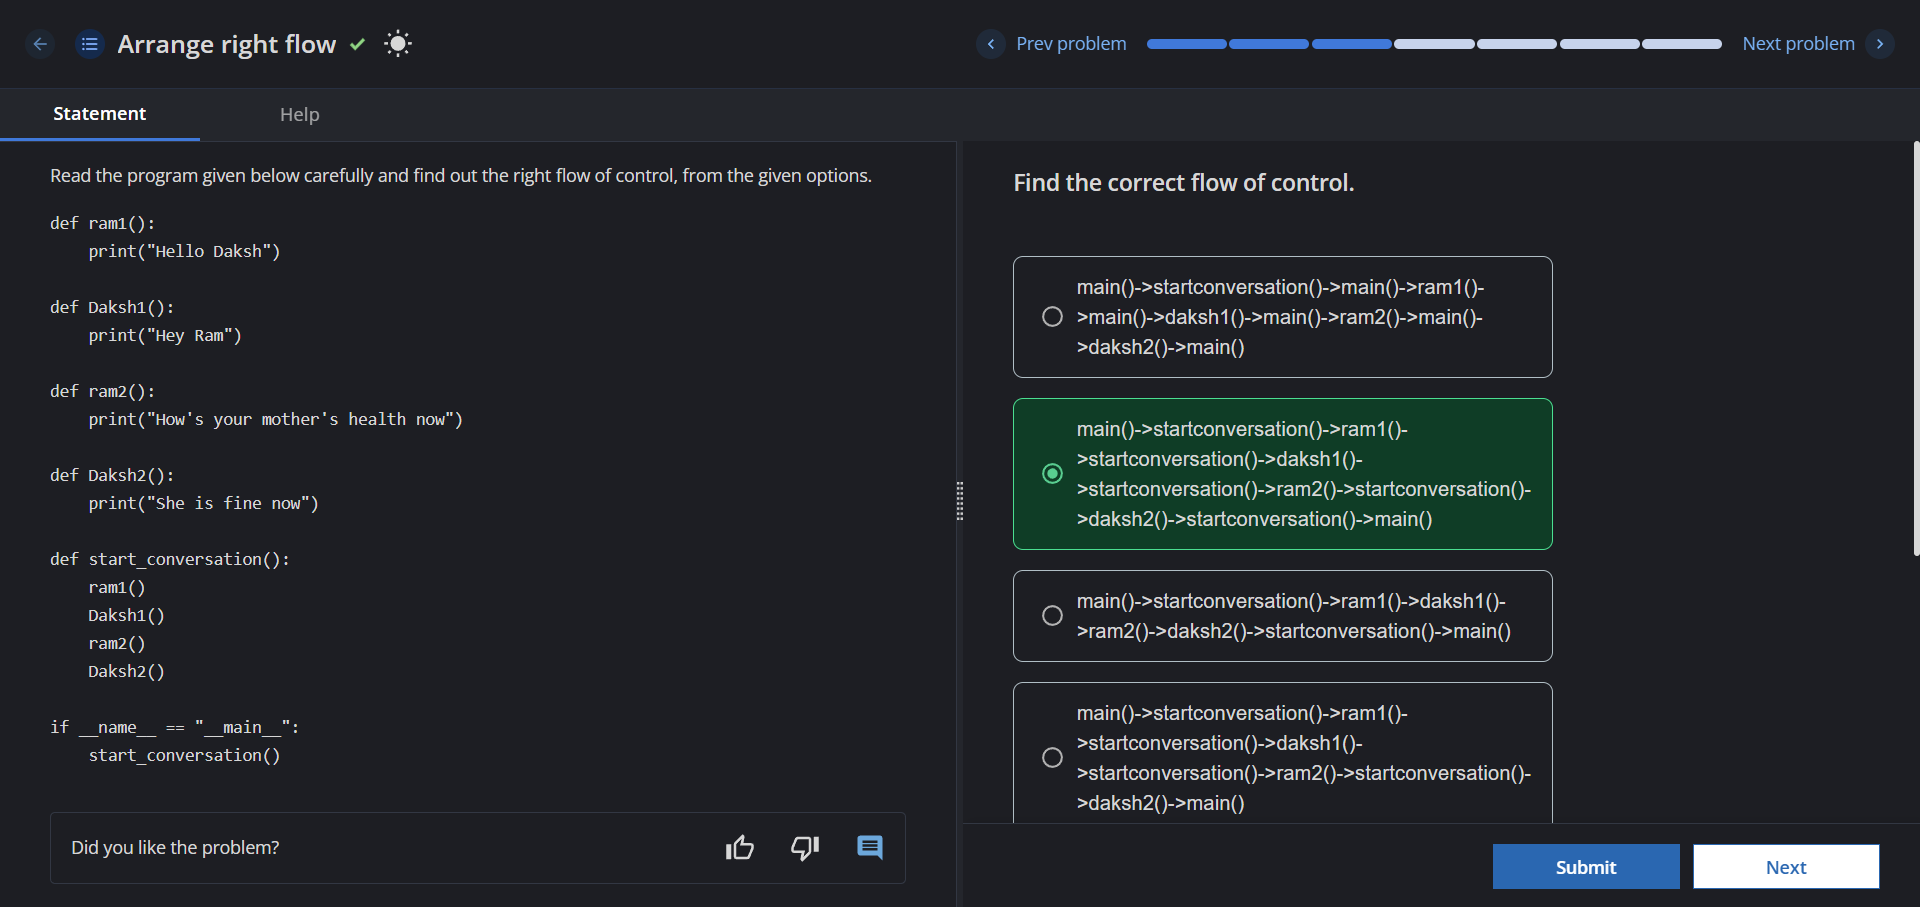 Arrange right flow
Prev problem
Next problem
Statement
Help
Read the program given below carefully and find out the right flow of control, from the given options.
def ram1():
    print("Hello Daksh")
def Daksh1():
    print("Hey Ram")
def ram2():
    print("How's your mother's health now")
def Daksh2():
    print("She is fine now")
def start_conversation():
    ram1()
    Daksh1()
    ram2()
    Daksh2()
if __name__ == "__main__":
    start_conversation()
Did you like the problem?
Find the correct flow of control.
main()->startconversation()->main()->ram1()-
>main()->daksh1()->main()->ram2()->main()-
>daksh2()->main()
main()->startconversation()->ram1()-
>startconversation()->daksh1()-
>startconversation()->ram2()->startconversation()-
>daksh2()->startconversation()->main()
main()->startconversation()->ram1()->daksh1()-
>ram2()->daksh2()->startconversation()->main()
main()->startconversation()->ram1()-
>startconversation()->daksh1()-
>startconversation()->ram2()->startconversation()-
>daksh2()->main()
Submit
Next